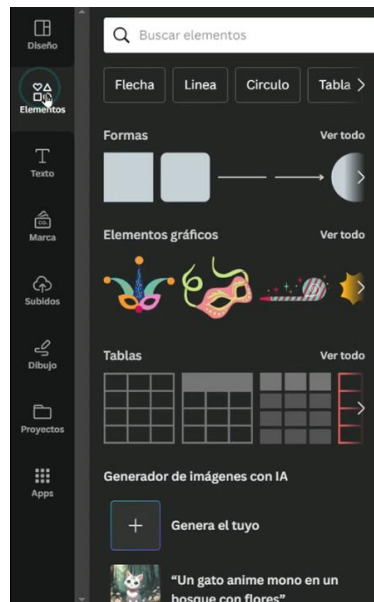 Diseño
Elementos
Texto
CO.
Marca
Subidos
Dibujo
Proyectos
Apps
Buscar elementos
Flecha Linea Circulo Tabla
Formas Ver todo
Elementos gráficos Ver todo
Tablas Ver todo
Generador de imágenes con IA
Genera el tuyo
“Un gato anime mono en un
bosque con flores”